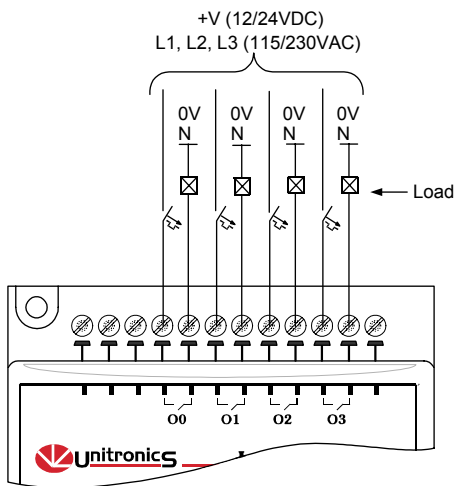 +V (12/24VDC)
L1, L2, L3 (115/230VAC)
0V 0V 0V 0V
N N N N
Load
O0 O1 O2 O3
UnitronicS